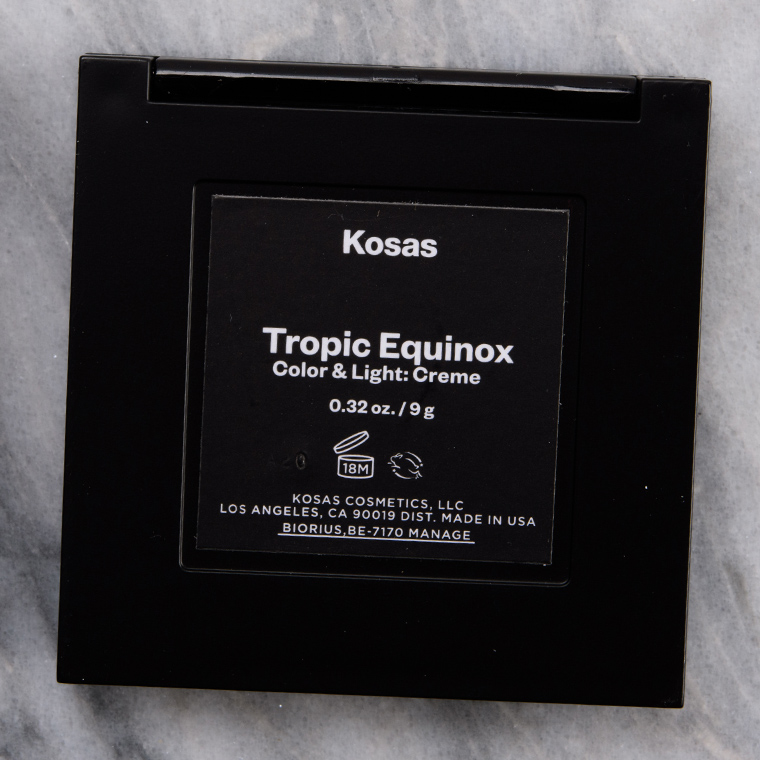 Kosas
Tropic Equinox
Color & Light: Creme
0.32 oz. / 9 g
18M
KOSAS COSMETICS, LLC
LOS ANGELES, CA 90019 DIST. MADE IN USA
BIORIUS,BE-7170 MANAGE